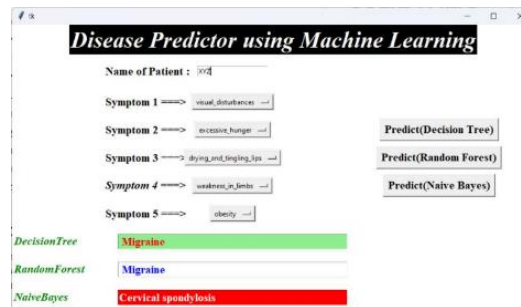 tk
Disease Predictor using Machine Learning
Name of Patient : XYZ
Symptom 1 ===> visual_disturbances
Symptom 2 ===> excessive_hunger Predict(Decision Tree)
Symptom 3 ===> drying_and_tingling_lips Predict(Random Forest)
Symptom 4 ===> weakness_in_limbs Predict(Naive Bayes)
Symptom 5 ===> obesity
DecisionTree Migraine
RandomForest Migraine
NaiveBayes Cervical spondylosis